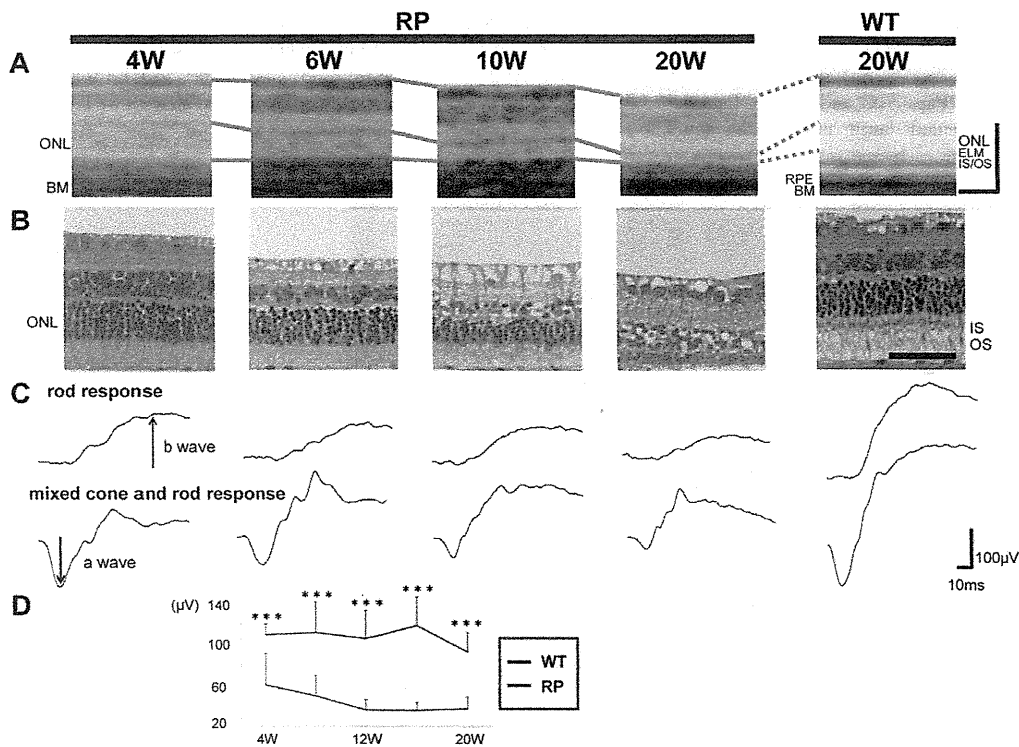 RP
WT
A
4W
6W
10W
20W
20W
ONL
BM
RPE
BM
ONL
ELM
IS/OS
B
ONL
IS
OS
C
rod response
b wave
mixed cone and rod response
a wave
100μV
10ms
D
(μV)
140
100
60
20
***
***
***
***
***
4W
12W
20W
WT
RP